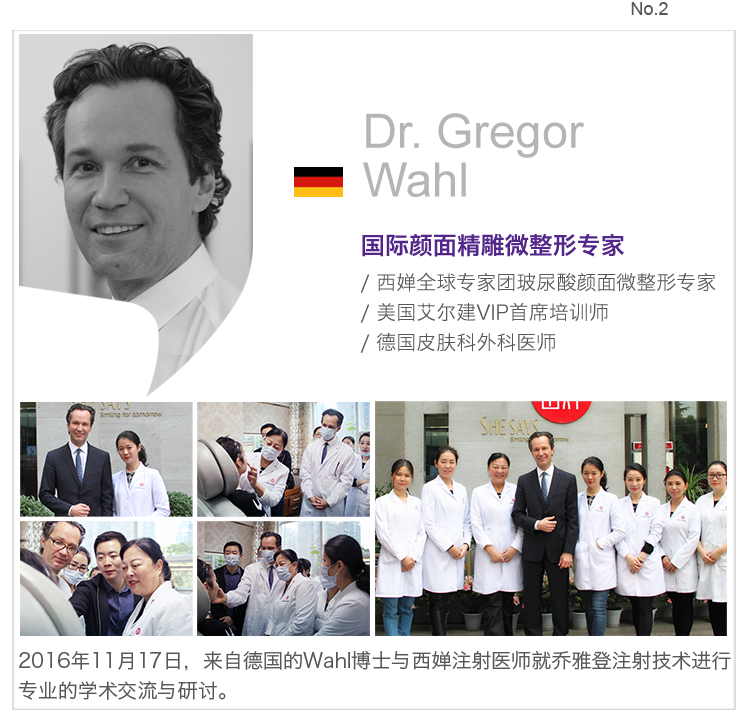 No.2
Dr. Gregor
Wahl
国际颜面精雕微整形专家
/ 西婵全球专家团玻尿酸颜面微整形专家
/ 美国艾尔建VIP首席培训师
/ 德国皮肤科外科医师
SHE SAYS
Smiling for tomorrow
SHE SAYS
Smiling for tomorrow
2016年11月17日，来自德国的Wahl博士与西婵注射医师就乔雅登注射技术进行
专业的学术交流与研讨。